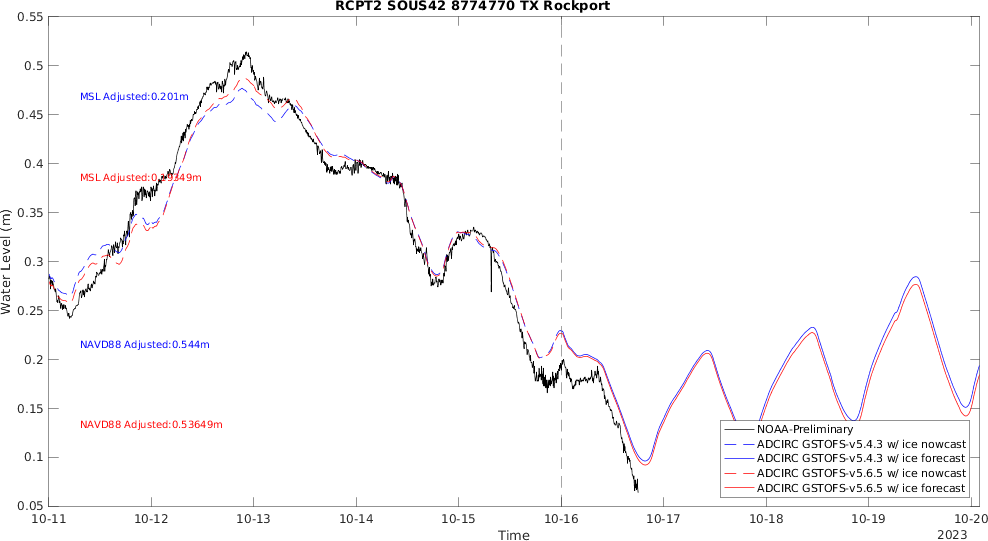 RCPT2 SOUS42 8774770 TX Rockport
0.55
0.5
0.45
0.4
0.35
0.3
0.25
0.2
0.15
0.1
0.05
Water Level (m)
MSL Adjusted:0.201m
MSL Adjusted:0.19349m
NAVD88 Adjusted:0.544m
NAVD88 Adjusted:0.53649m
NOAA-Preliminary
ADCIRC GSTOFS-v5.4.3 w/ ice nowcast
ADCIRC GSTOFS-v5.4.3 w/ ice forecast
ADCIRC GSTOFS-v5.6.5 w/ ice nowcast
ADCIRC GSTOFS-v5.6.5 w/ ice forecast
10-11 10-12 10-13 10-14 10-15 10-16 10-17 10-18 10-19 10-20
Time
2023